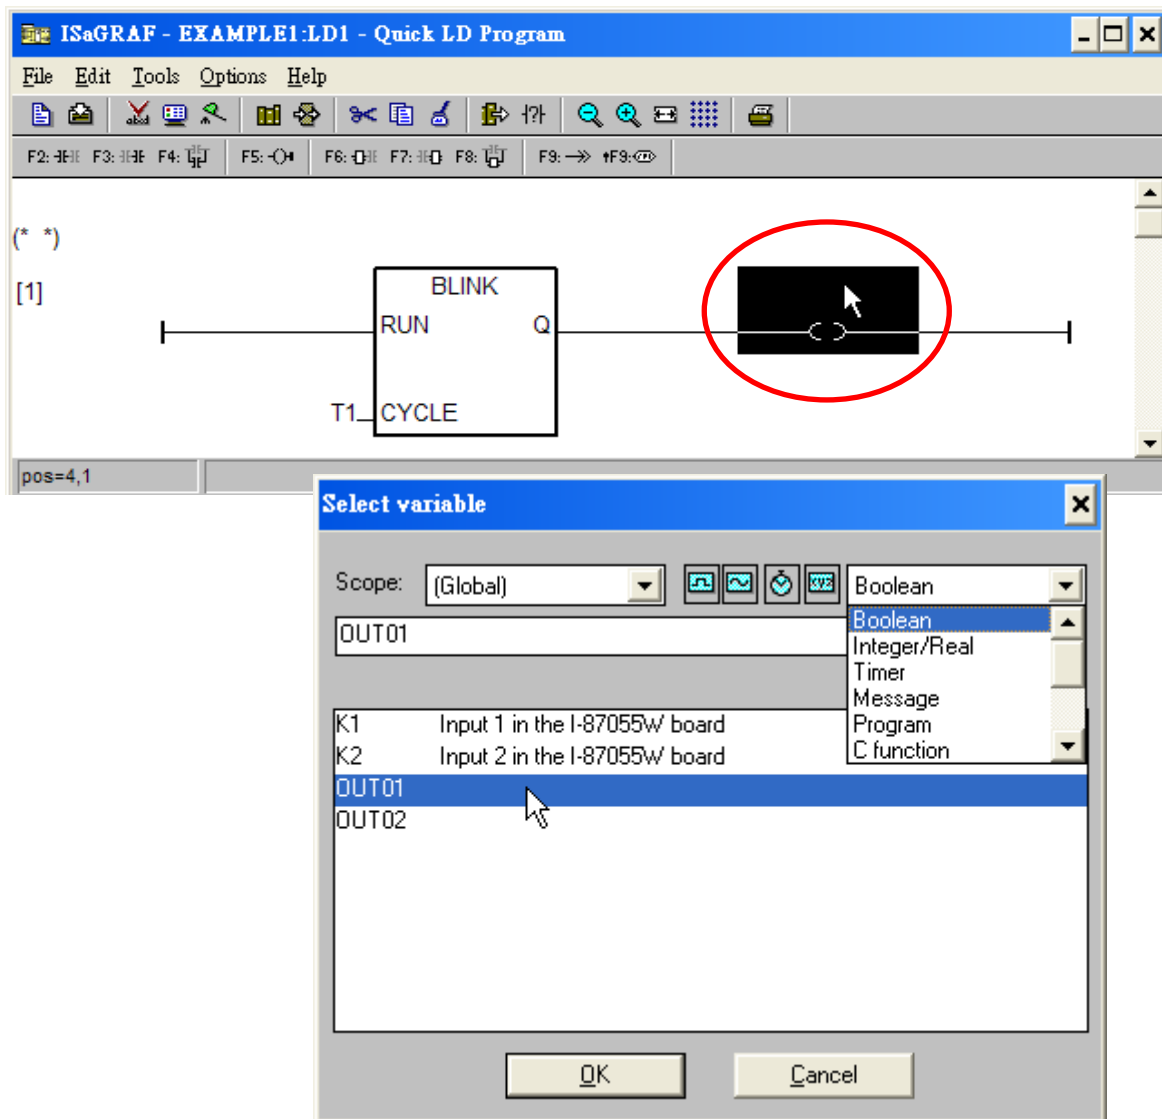 ISaGRAF - EXAMPLE1:LD1 - Quick LD Program
File Edit Tools Options Help
F2: F3: F4: F5: F6: F7: F8: F9: F9:
(* *)
[1]
BLINK
RUN Q
T1 CYCLE
pos=4,1
Select variable
Scope: (Global) xyz Boolean
OUT01
Boolean
Integer/Real
Timer
Message
Program
C function
K1 Input 1 in the I-87055W board
K2 Input 2 in the I-87055W board
OUT01
OUT02
OK Cancel